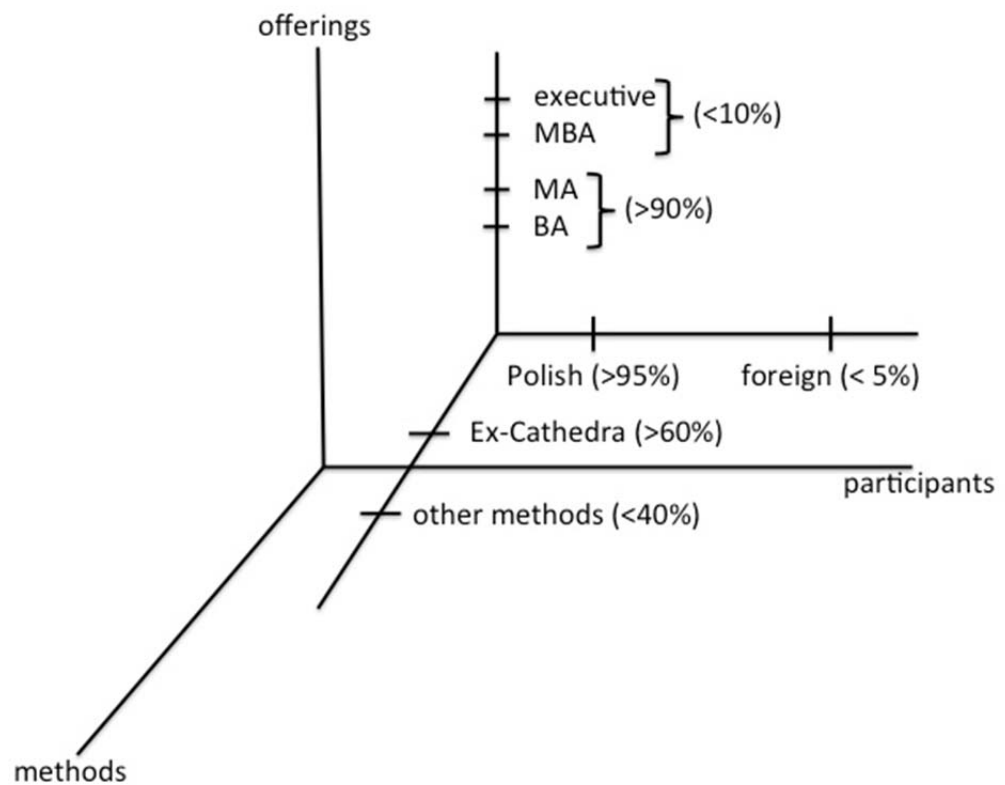 offerings
executive
(<10%)
MBA
MA
(>90%)
BA
Polish (>95%)
foreign (< 5%)
Ex-Cathedra (>60%)
participants
other methods (<40%)
methods